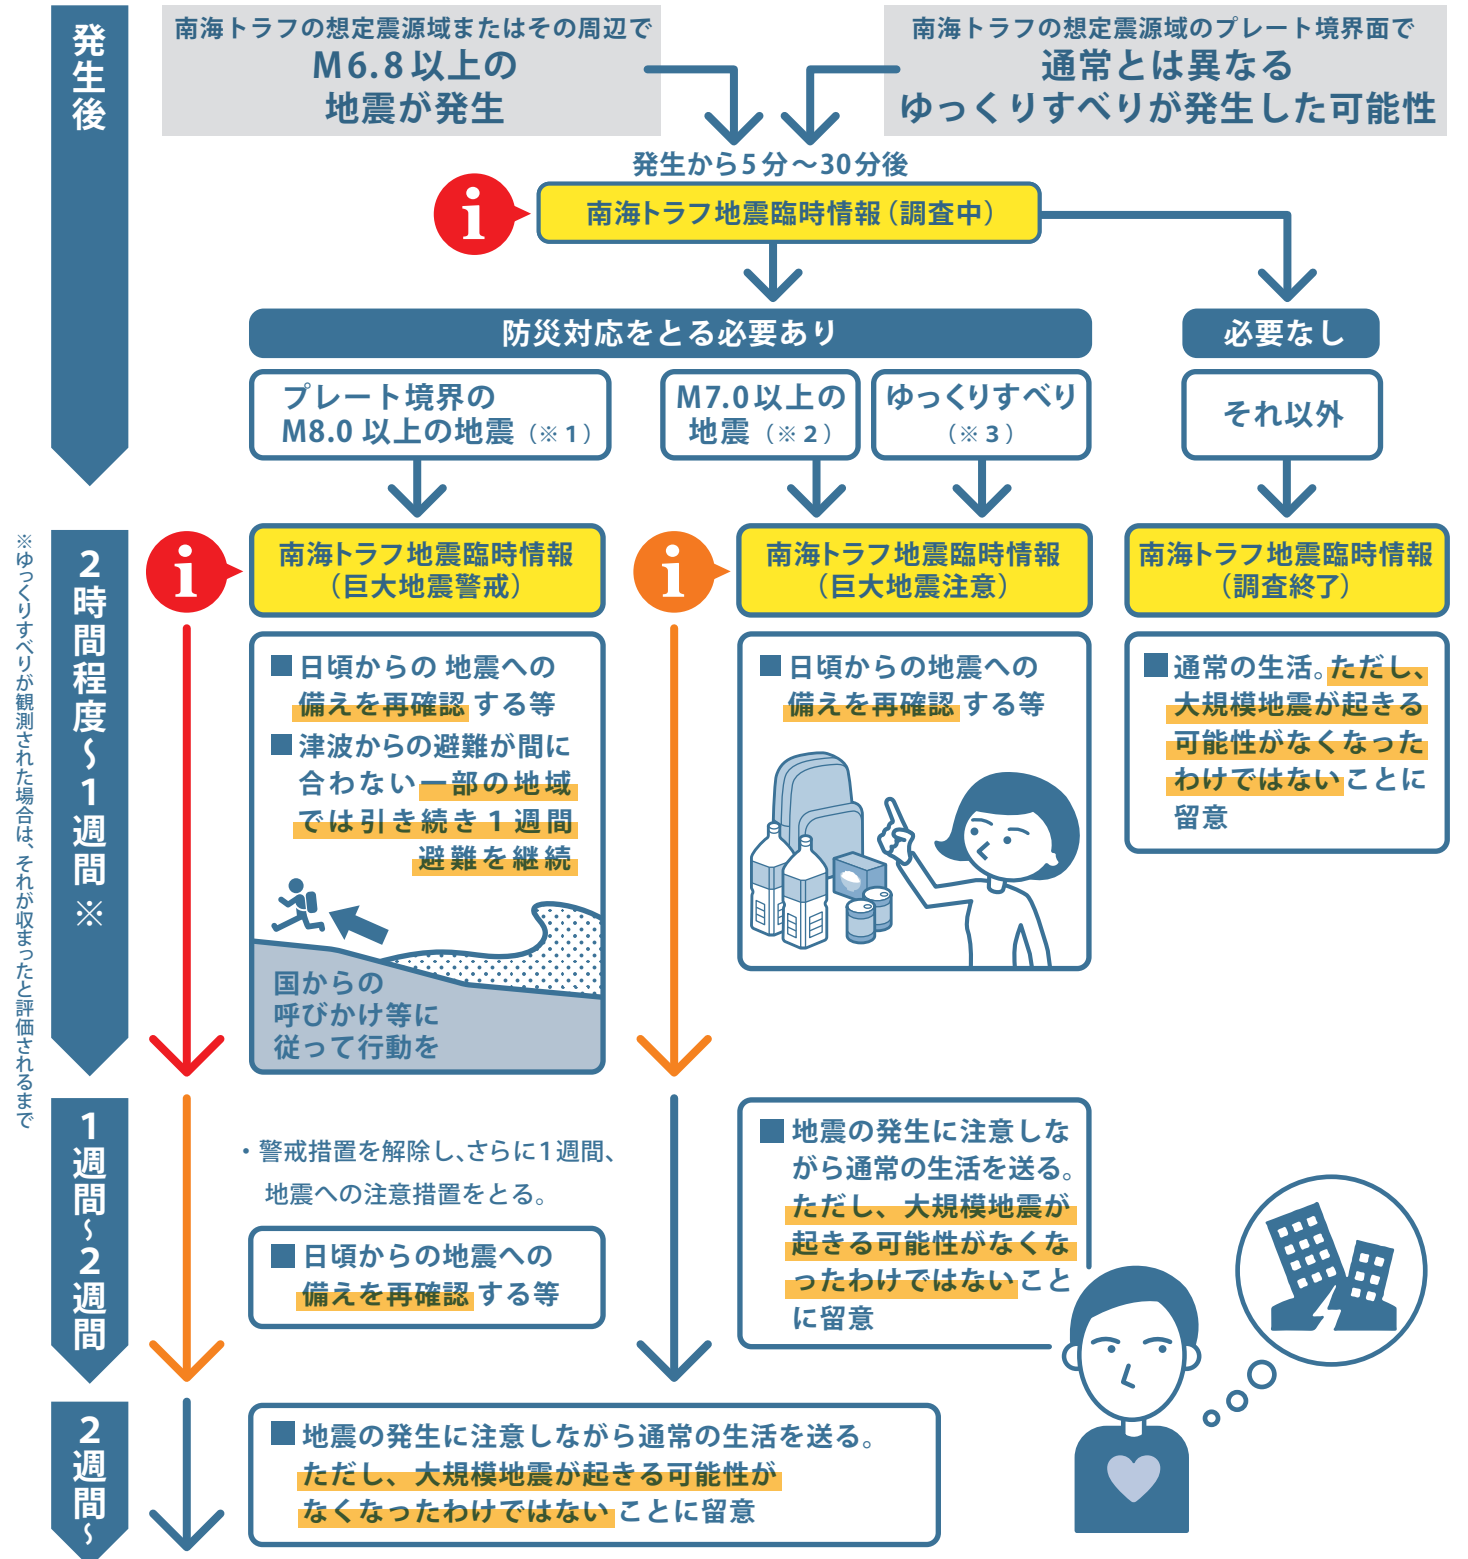 発生後
南海トラフの想定震源域またはその周辺で
M6.8以上の
地震が発生
南海トラフの想定震源域のプレート境界面で
通常とは異なる
ゆっくりすべりが発生した可能性
発生から5分～30分後
i
南海トラフ地震臨時情報(調査中)
防災対応をとる必要あり
必要なし
プレート境界の
M8.0 以上の地震（※1）
M7.0以上の
地震（※2）
ゆっくりすべり
（※3）
それ以外
2時間程度～1週間※
※ゆっくりすべりが観測された場合は、それが収まったと評価されるまで
i
南海トラフ地震臨時情報
（巨大地震警戒）
i
南海トラフ地震臨時情報
（巨大地震注意）
南海トラフ地震臨時情報
（調査終了）
■日頃からの 地震への
備えを再確認 する等
■津波からの避難が間に
合わない一部の地域
では引き続き1週間
避難を継続
国からの
呼びかけ等に
従って行動を
■日頃からの地震への
備えを再確認 する等
■通常の生活。ただし、
大規模地震が起きる
可能性がなくなった
わけではないことに
留意
1週間～2週間
・警戒措置を解除し、さらに1週間、
地震への注意措置をとる。
■日頃からの地震への
備えを再確認 する等
■地震の発生に注意しな
がら通常の生活を送る。
ただし、大規模地震が
起きる可能性がなくな
ったわけではないこと
に留意
2週間～
■地震の発生に注意しながら通常の生活を送る。
ただし、大規模地震が起きる可能性が
なくなったわけではない ことに留意